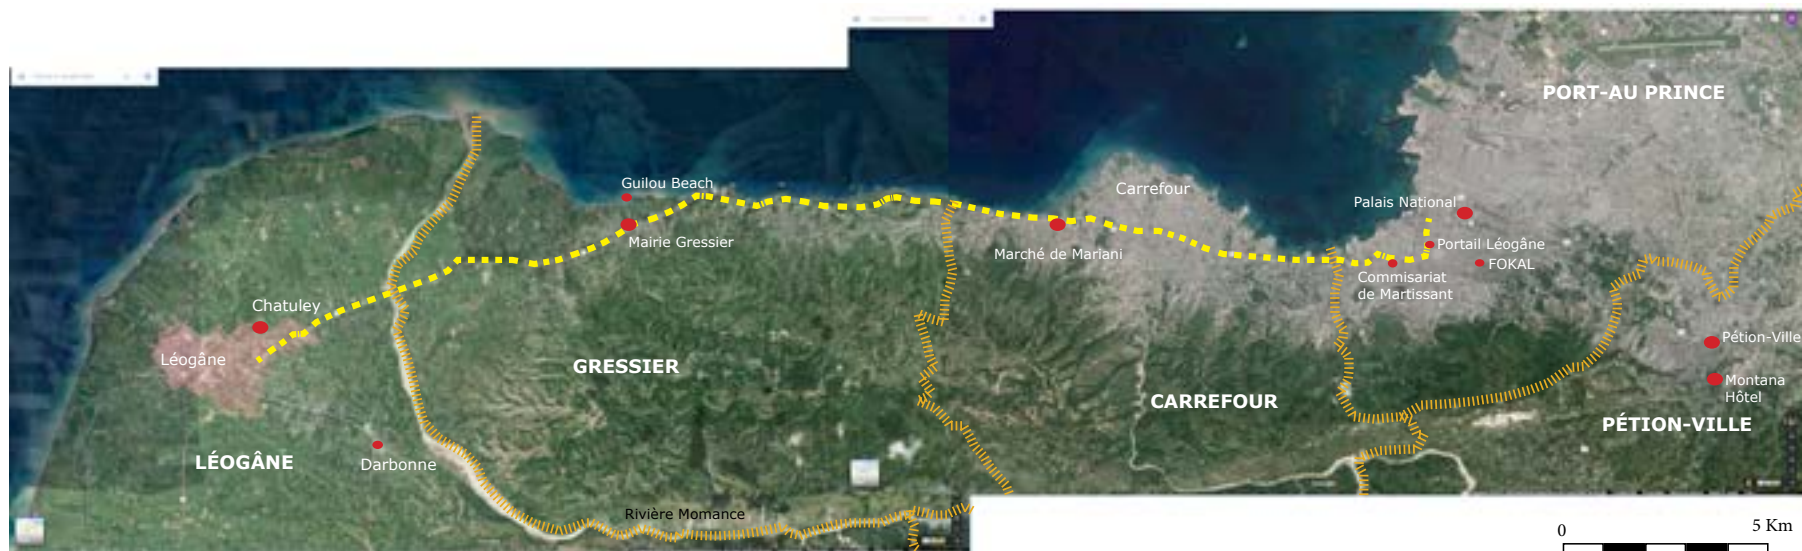 PORT-AU PRINCE
Guilou Beach
Carrefour
Palais National
Mairie Gressier
Marché de Mariani
Portail Léogâne
FOKAL
Commisariat
de Martissant
Chatuley
Léogâne
GRESSIER
Pétion-Ville
Montana
Hôtel
CARREFOUR
PÉTION-VILLE
LÉOGÂNE
Darbonne
Rivière Momance
0
5 Km